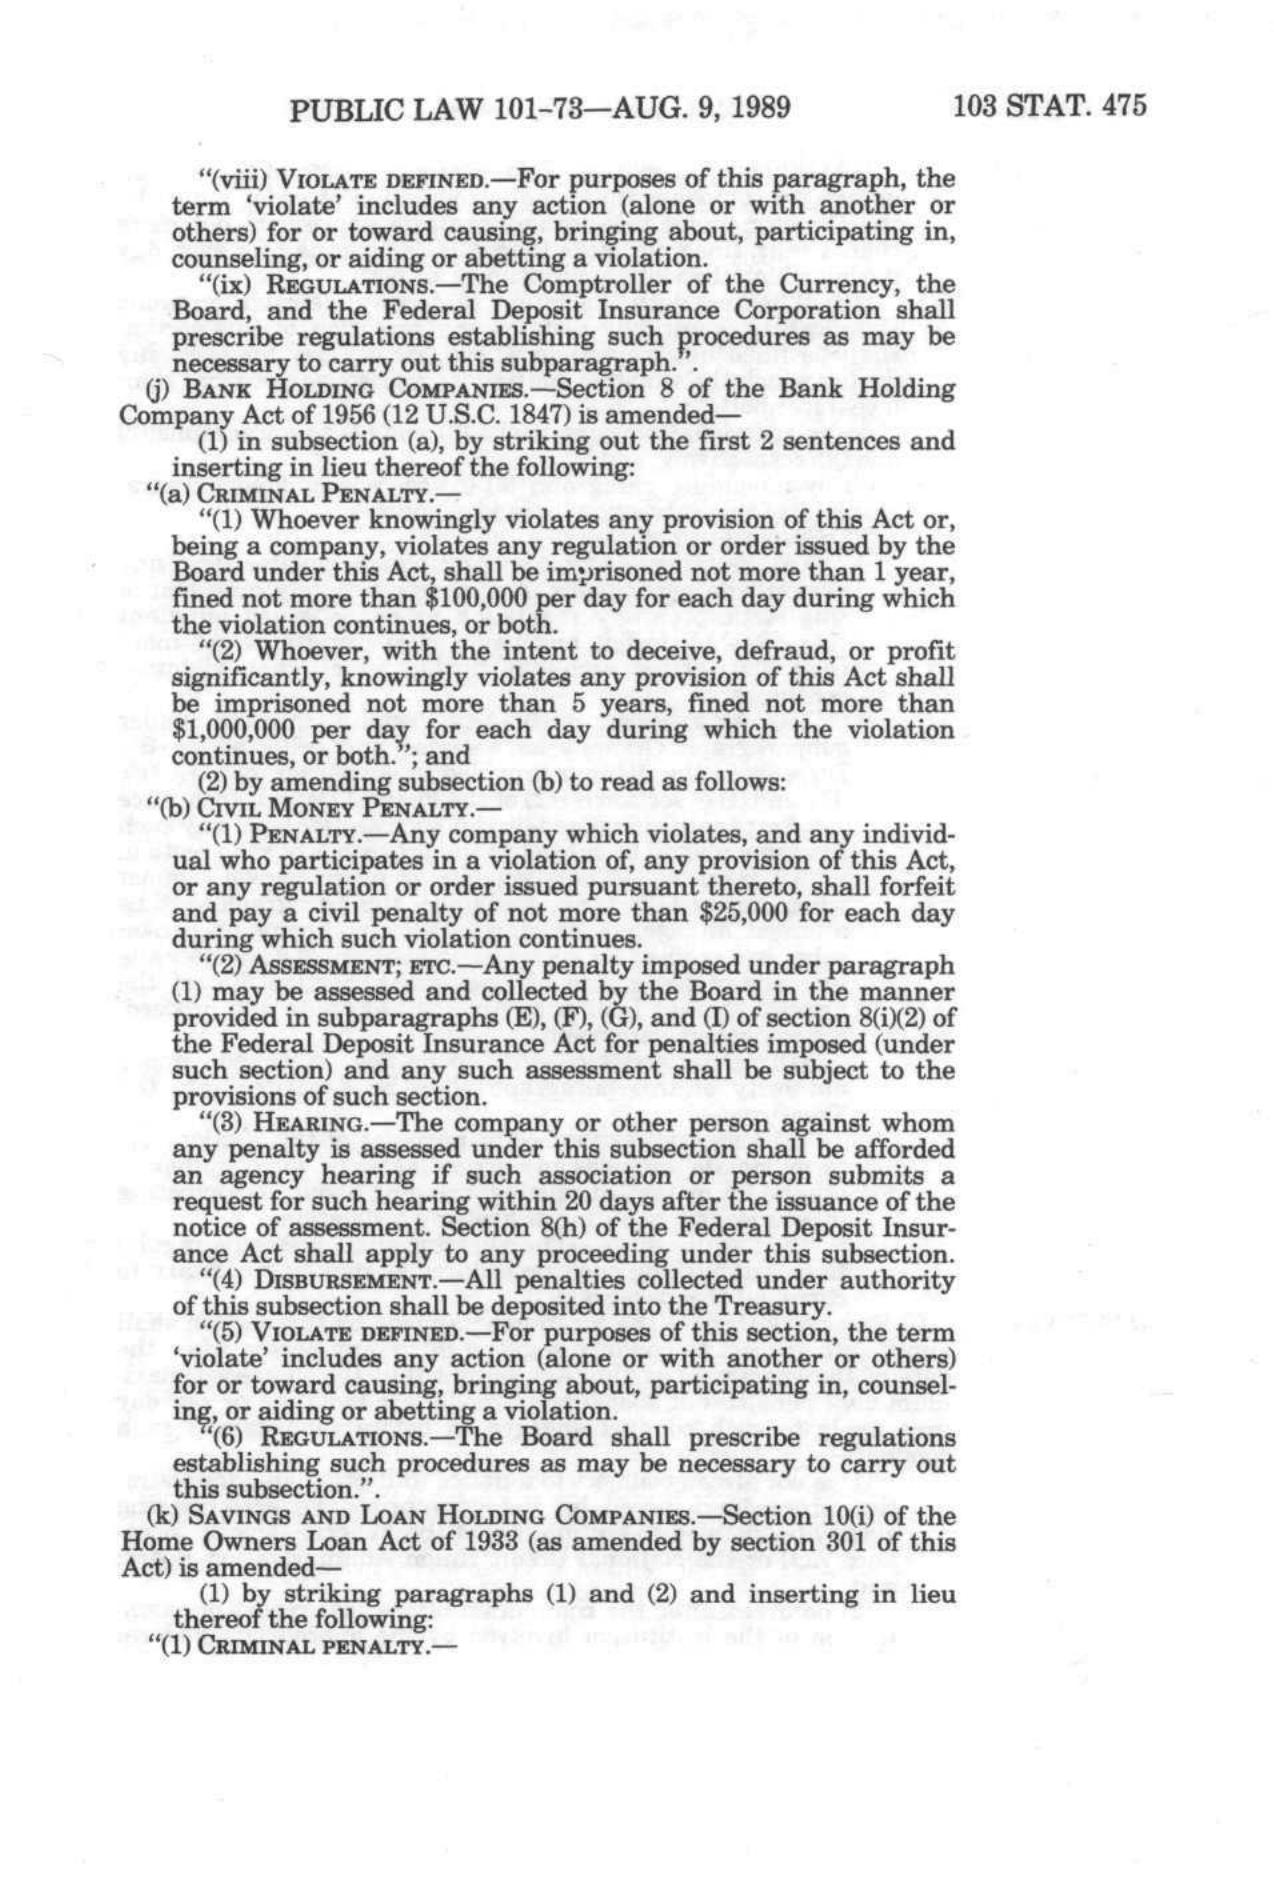 PUBLIC LAW 101-73—AUG. 9, 1989 103 STAT. 475
“(viii) VIOLATE DEFINED.—For purposes of this paragraph, the
term ‘violate’ includes any action (alone or with another or
others) for or toward causing, bringing about, participating in,
counseling, or aiding or abetting a violation.
“(ix) REGULATIONS.—The Comptroller of the Currency, the
Board, and the Federal Deposit Insurance Corporation shall
prescribe regulations establishing such procedures as may be
necessary to carry out this subparagraph.”.
(j) BANK HOLDING COMPANIES.—Section 8 of the Bank Holding
Company Act of 1956 (12 U.S.C. 1847) is amended—
(1) in subsection (a), by striking out the first 2 sentences and
inserting in lieu thereof the following:
“(a) CRIMINAL PENALTY.—
“(1) Whoever knowingly violates any provision of this Act or,
being a company, violates any regulation or order issued by the
Board under this Act, shall be imprisoned not more than 1 year,
fined not more than $100,000 per day for each day during which
the violation continues, or both.
“(2) Whoever, with the intent to deceive, defraud, or profit
significantly, knowingly violates any provision of this Act shall
be imprisoned not more than 5 years, fined not more than
$1,000,000 per day for each day during which the violation
continues, or both.”; and
(2) by amending subsection (b) to read as follows:
“(b) CIVIL MONEY PENALTY.—
“(1) PENALTY.—Any company which violates, and any individ-
ual who participates in a violation of, any provision of this Act,
or any regulation or order issued pursuant thereto, shall forfeit
and pay a civil penalty of not more than $25,000 for each day
during which such violation continues.
“(2) ASSESSMENT; ETC.—Any penalty imposed under paragraph
(1) may be assessed and collected by the Board in the manner
provided in subparagraphs (E), (F), (G), and (I) of section 8(i)(2) of
the Federal Deposit Insurance Act for penalties imposed (under
such section) and any such assessment shall be subject to the
provisions of such section.
“(3) HEARING.—The company or other person against whom
any penalty is assessed under this subsection shall be afforded
an agency hearing if such association or person submits a
request for such hearing within 20 days after the issuance of the
notice of assessment. Section 8(h) of the Federal Deposit Insur-
ance Act shall apply to any proceeding under this subsection.
“(4) DISBURSEMENT.—All penalties collected under authority
of this subsection shall be deposited into the Treasury.
“(5) VIOLATE DEFINED.—For purposes of this section, the term
‘violate’ includes any action (alone or with another or others)
for or toward causing, bringing about, participating in, counsel-
ing, or aiding or abetting a violation.
“(6) REGULATIONS.—The Board shall prescribe regulations
establishing such procedures as may be necessary to carry out
this subsection.”.
(k) SAVINGS AND LOAN HOLDING COMPANIES.—Section 10(i) of the
Home Owners Loan Act of 1933 (as amended by section 301 of this
Act) is amended—
(1) by striking paragraphs (1) and (2) and inserting in lieu
thereof the following:
“(1) CRIMINAL PENALTY.—